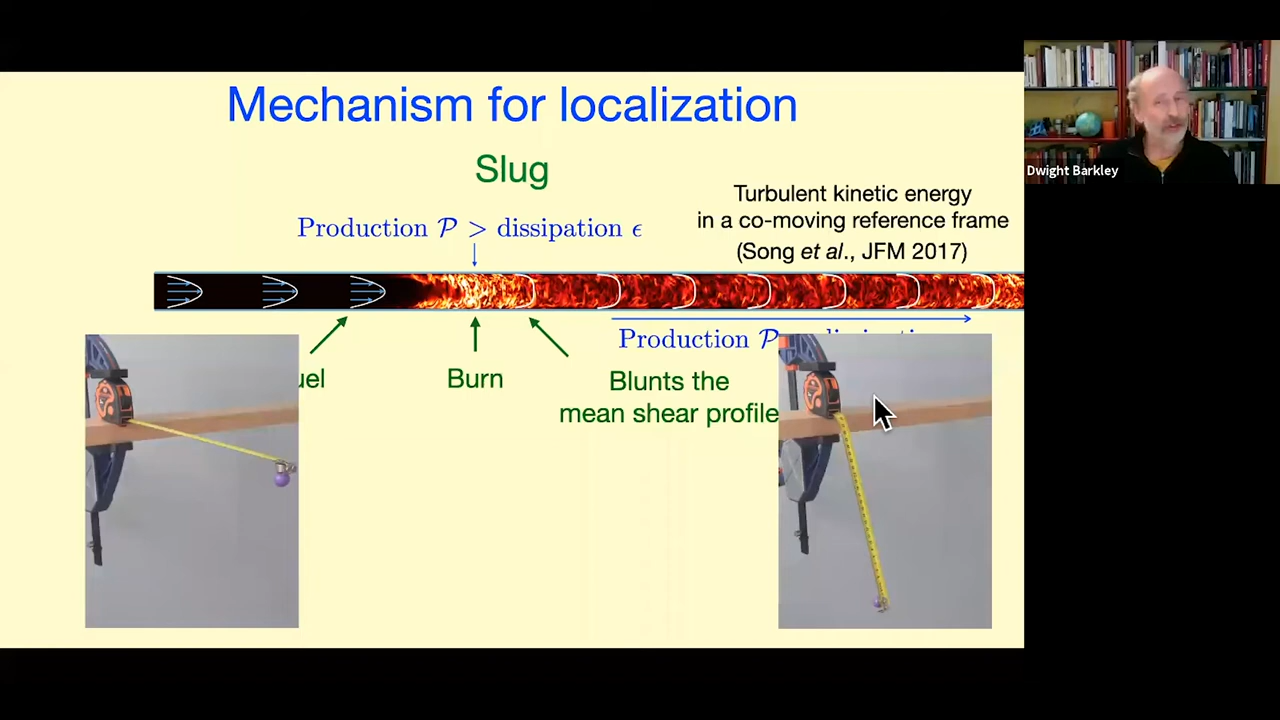 Mechanism for localization
Slug
Production 𝒫 > dissipation ϵ
Turbulent kinetic energy
in a co-moving reference frame
(Song et al., JFM 2017)
Dwight Barkley
Production 𝒫
Burn
Blunts the
mean shear profile